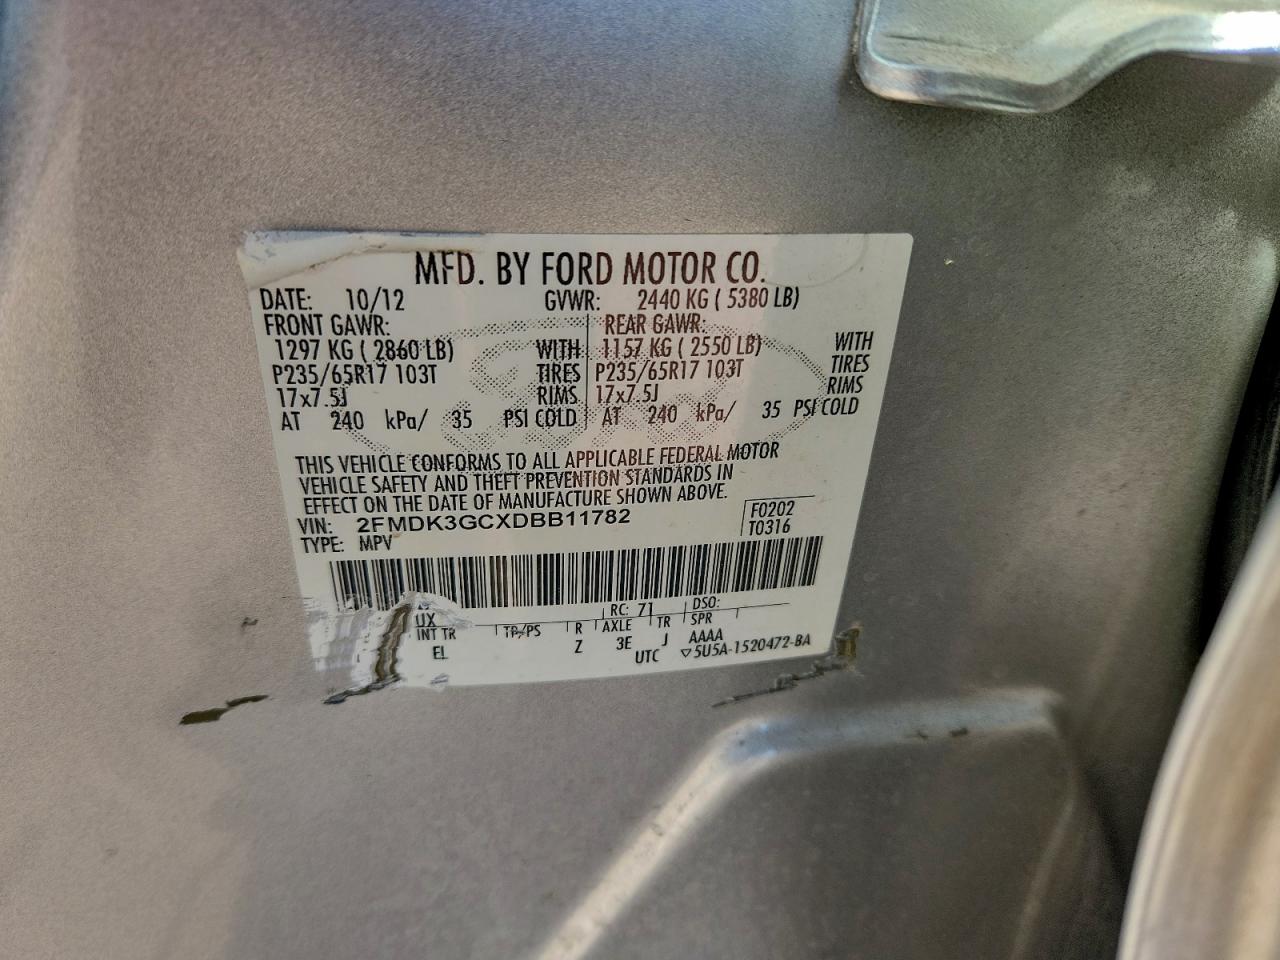 MFD. BY FORD MOTOR CO.
DATE: 10/12 GVWR: 2440 KG ( 5380 LB)
FRONT GAWR: REAR GAWR:
1297 KG ( 2860 LB) WITH 1157 KG ( 2550 LB) WITH
P235/65R17 103T TIRES P235/65R17 103T TIRES
17x7.5J RIMS 17x7.5J RIMS
AT 240 kPa/ 35 PSI COLD AT 240 kPa/ 35 PSI COLD
THIS VEHICLE CONFORMS TO ALL APPLICABLE FEDERAL MOTOR
VEHICLE SAFETY AND THEFT PREVENTION STANDARDS IN
EFFECT ON THE DATE OF MANUFACTURE SHOWN ABOVE.
VIN: 2FMDK3GCXDBB11782 F0202
TYPE: MPV T0316
UX RC: 71 DSO:
INT TR TP/PS R AXLE TR SPR
EL Z 3E J AAAA
UTC ▽5U5A-1520472-BA